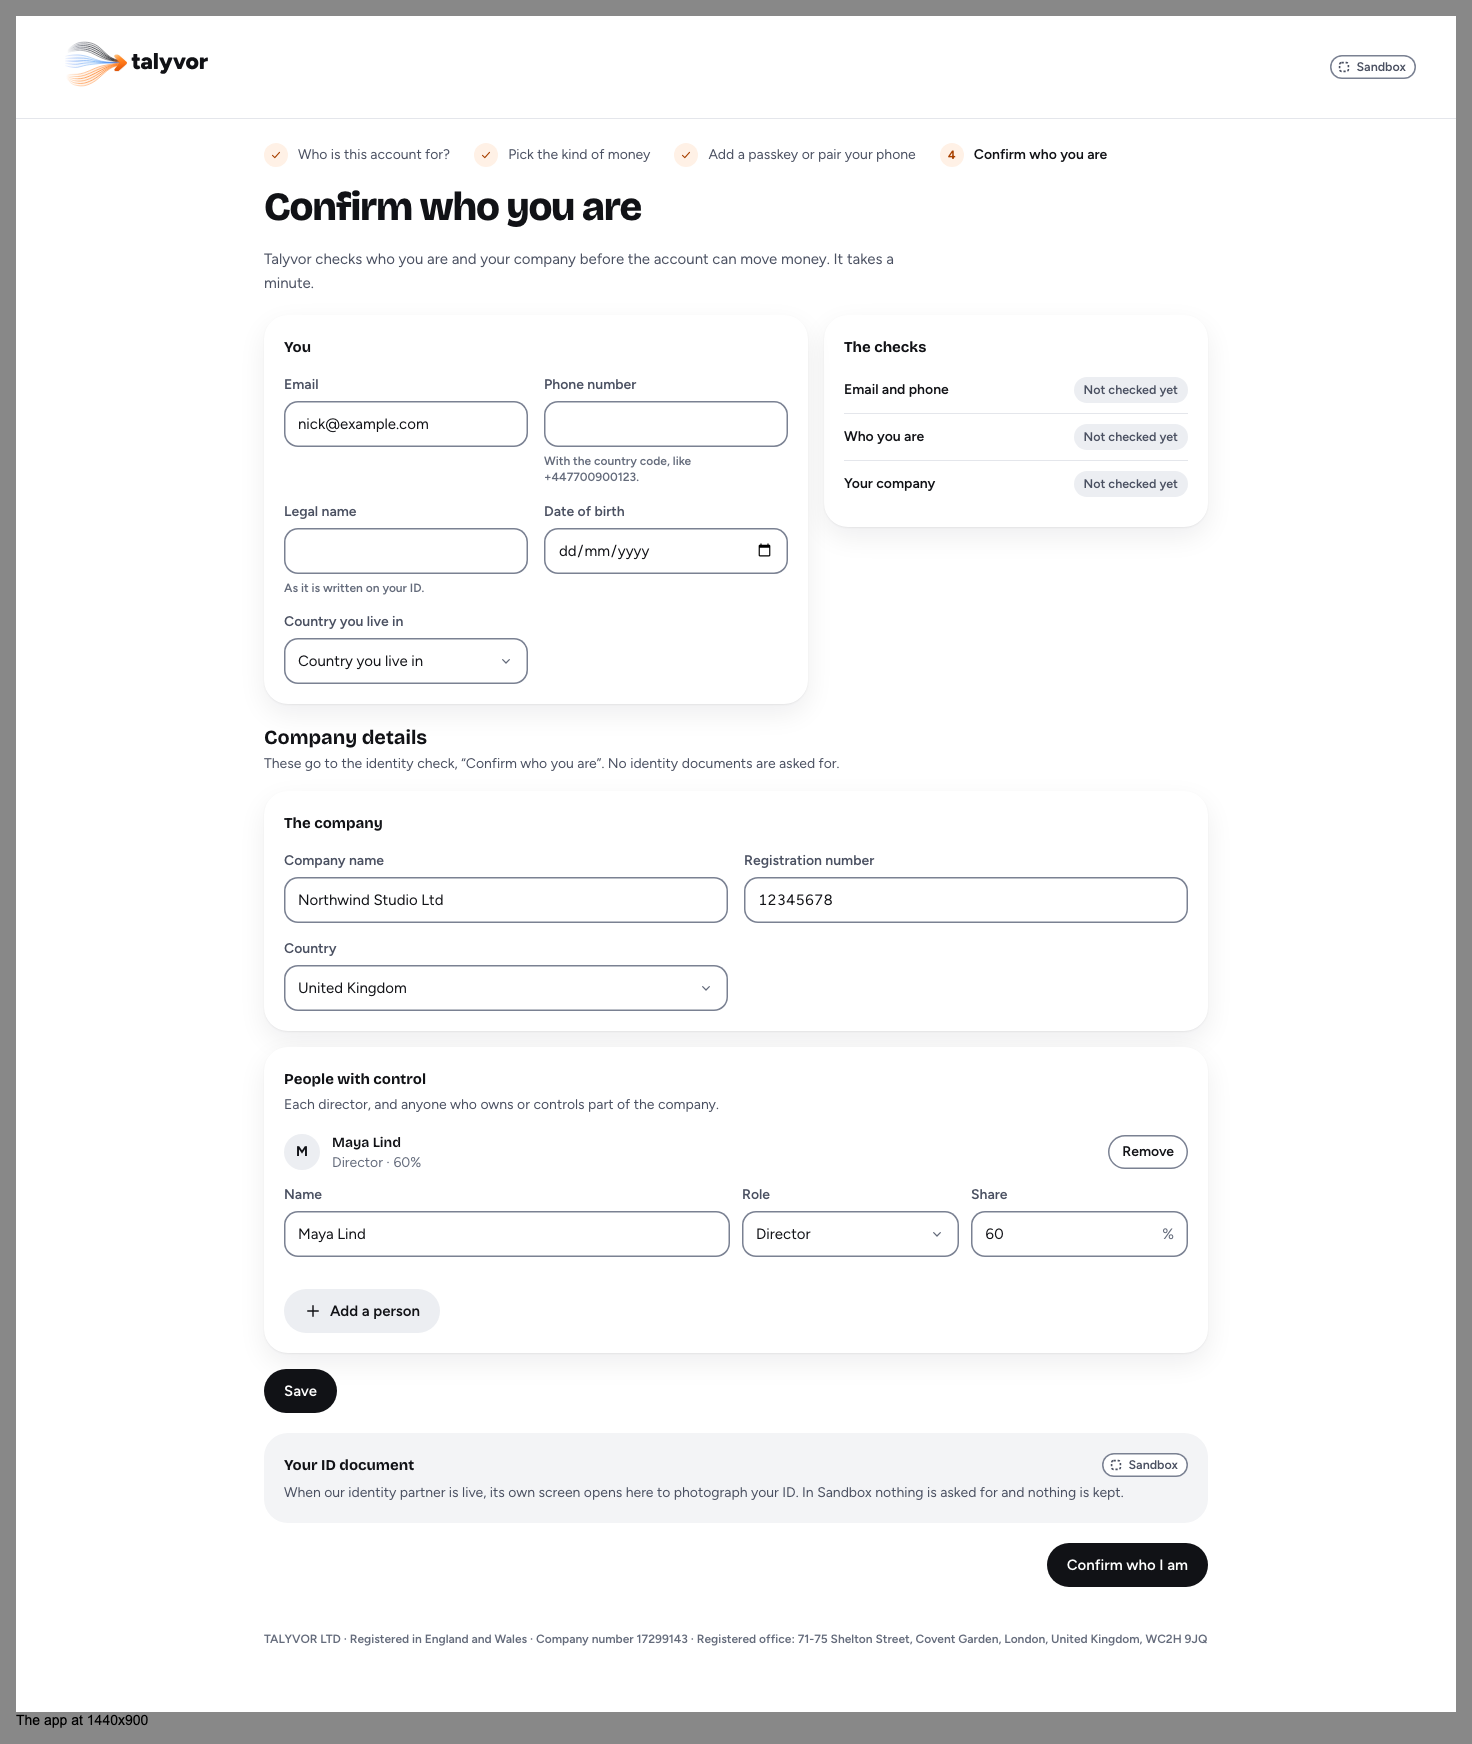 talyvor
Sandbox
Who is this account for?
Pick the kind of money
Add a passkey or pair your phone
4
Confirm who you are
Confirm who you are
Talyvor checks who you are and your company before the account can move money. It takes a
minute.
You
Email
Phone number
nick@example.com
With the country code, like
+447700900123.
Legal name
Date of birth
dd/mm/yyyy
As it is written on your ID.
Country you live in
Country you live in
The checks
Email and phone
Not checked yet
Who you are
Not checked yet
Your company
Not checked yet
Company details
These go to the identity check, “Confirm who you are”. No identity documents are asked for.
The company
Company name
Registration number
Northwind Studio Ltd
12345678
Country
United Kingdom
People with control
Each director, and anyone who owns or controls part of the company.
M
Maya Lind
Director · 60%
Remove
Name
Role
Share
Maya Lind
Director
60
%
Add a person
Save
Your ID document
Sandbox
When our identity partner is live, its own screen opens here to photograph your ID. In Sandbox nothing is asked for and nothing is kept.
Confirm who I am
TALYVOR LTD · Registered in England and Wales · Company number 17299143 · Registered office: 71-75 Shelton Street, Covent Garden, London, United Kingdom, WC2H 9JQ
The app at 1440x900